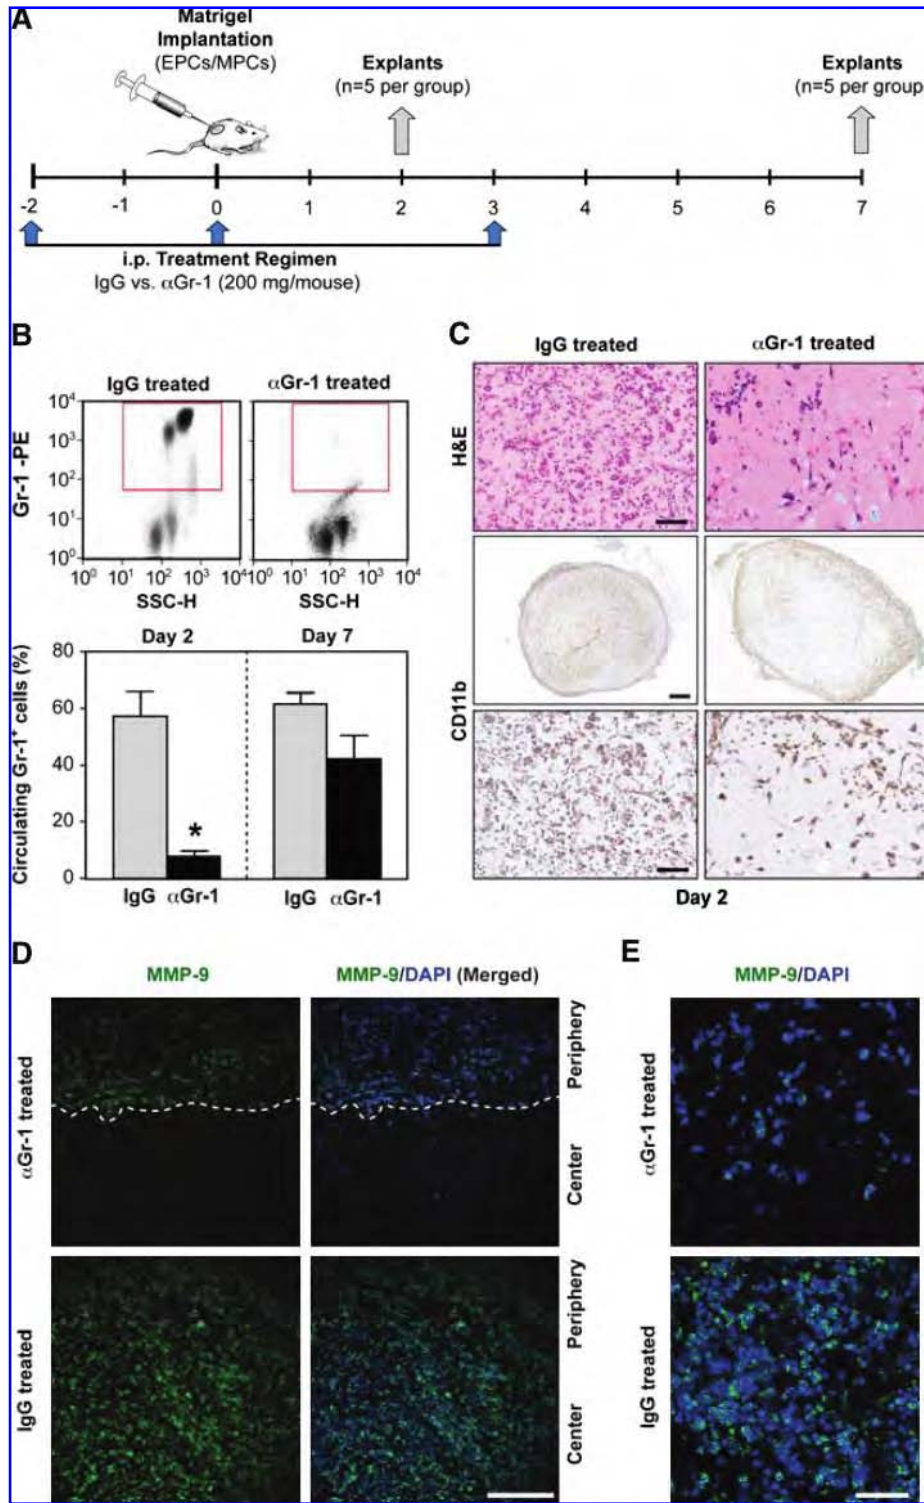 A
Matrigel
Implantation
(EPCs/MPCs)
Explants
(n=5 per group)
Explants
(n=5 per group)
-2 -1 0 1 2 3 4 5 6 7
i.p. Treatment Regimen
IgG vs. αGr-1 (200 mg/mouse)
B
IgG treated
αGr-1 treated
Gr-1 -PE
10⁴
10³
10²
10¹
10⁰
10⁰ 10¹ 10² 10³ 10⁴
10⁰ 10¹ 10² 10³ 10⁴
SSC-H
SSC-H
Day 2
Day 7
Circulating Gr-1⁺ cells (%)
80
60
40
20
0
*
IgG αGr-1
IgG αGr-1
C
IgG treated
αGr-1 treated
H&E
CD11b
Day 2
D
MMP-9
MMP-9/DAPI (Merged)
αGr-1 treated
Periphery
Center
IgG treated
Periphery
Center
E
MMP-9/DAPI
αGr-1 treated
IgG treated